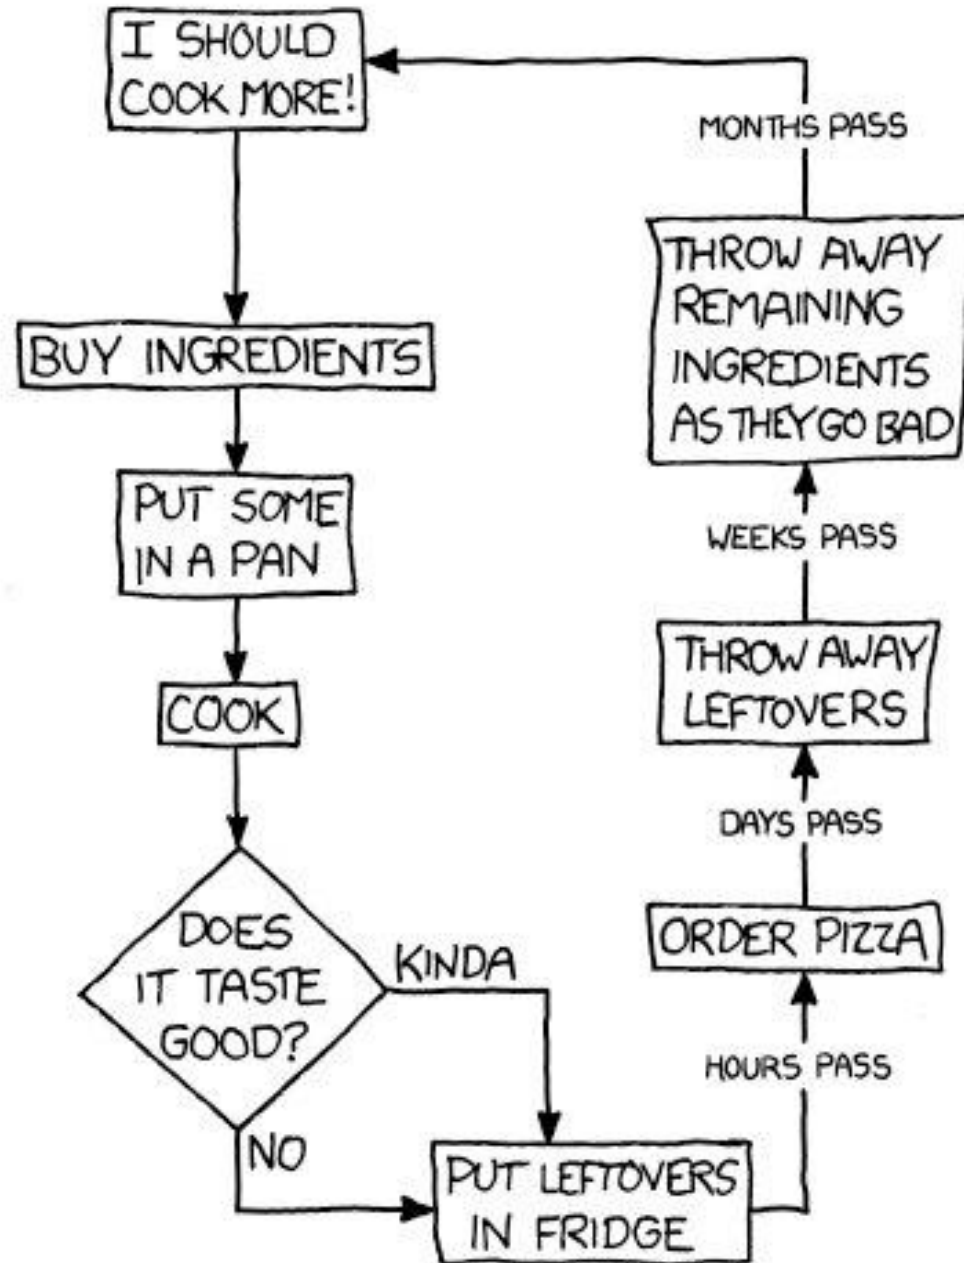 I SHOULD
COOK MORE!
BUY INGREDIENTS
PUT SOME
IN A PAN
COOK
DOES
IT TASTE
GOOD?
KINDA
NO
PUT LEFTOVERS
IN FRIDGE
HOURS PASS
ORDER PIZZA
DAYS PASS
THROW AWAY
LEFTOVERS
WEEKS PASS
THROW AWAY
REMAINING
INGREDIENTS
AS THEY GO BAD
MONTHS PASS